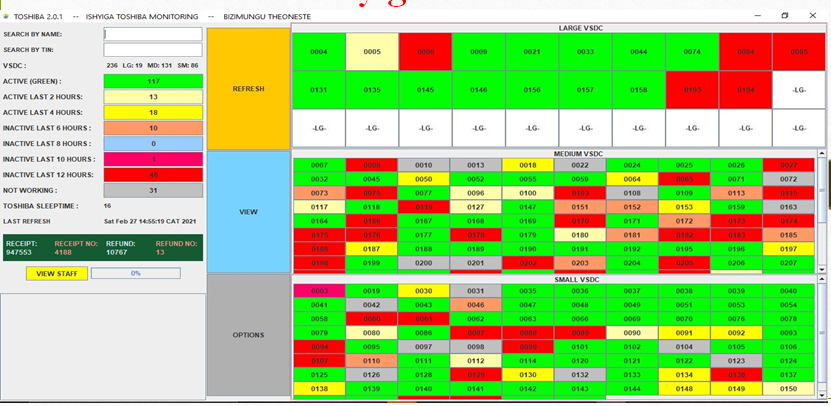 TOSHIBA 2.0.1 -- ISHYIGA TOSHIBA MONITORING -- BIZIMUNGU THEONESTE
SEARCH BY NAME:
SEARCH BY TIN:
VSDC : 236 LG: 19 MD: 131 SM: 86
ACTIVE (GREEN) : 117
ACTIVE LAST 2 HOURS : 13
ACTIVE LAST 4 HOURS : 18
INACTIVE LAST 6 HOURS : 10
INACTIVE LAST 8 HOURS : 0
INACTIVE LAST 10 HOURS : 1
INACTIVE LAST 12 HOURS:
NOT WORKING : 31
TOSHIBA SLEEPTIME : 16
LAST REFRESH Sat Feb 27 14:55:19 CAT 2021
RECEIPT: RECEIPT NO: REFUND: REFUND NO:
947553 4188 10767 13
VIEW STAFF 0%
REFRESH
VIEW
OPTIONS
LARGE VSDC
0004 0005 0006 0009 0021 0033 0044 0074 0084 0085
0131 0135 0145 0146 0156 0157 0158 0193 0194 -LG-
-LG- -LG- -LG- -LG- -LG- -LG- -LG- -LG- -LG- -LG-
MEDIUM VSDC
0007 0008 0010 0013 0018 0022 0024 0025 0026 0027
0032 0045 0050 0052 0055 0059 0064 0065 0071 0072
0073 0075 0077 0096 0100 0103 0108 0109 0113
0117 0118 0119 0127 0147 0151 0152 0153 0159 0163
0164 0167 0168 0169 0170 0171 0172 0173 0174
0175 0176 0177 0178 0179 0180 0181 0182 0183 0185
0187 0188 0189 0190 0191 0192 0195 0196 0197
0198 0199 0200 0201 0202 0203 0204 0205 0206 0207
SMALL VSDC
0003 0019 0030 0031 0035 0036 0037 0038 0039 0040
0041 0042 0043 0046 0047 0048 0049 0051 0053 0054
0058 0060 0061 0062 0063 0066 0069 0070 0076 0078
0079 0080 0086 0087 0088 0089 0090 0091 0092 0093
0094 0095 0097 0098 0099 0101 0102 0104 0105 0106
0107 0110 0111 0112 0114 0120 0121 0122 0123 0124
0125 0126 0128 0129 0130 0132 0133 0134 0136 0137
0138 0139 0140 0141 0142 0143 0144 0148 0149 0150